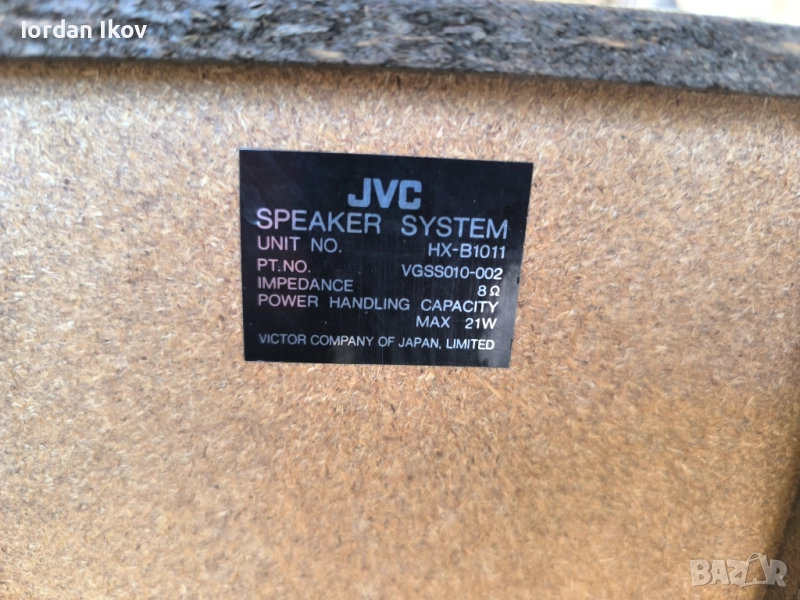 Iordan Ikov
JVC
SPEAKER SYSTEM
UNIT NO. HX-B1011
PT.NO. VGSS010-002
IMPEDANCE 8Ω
POWER HANDLING CAPACITY
MAX 21W
VICTOR COMPANY OF JAPAN, LIMITED
BAZAR